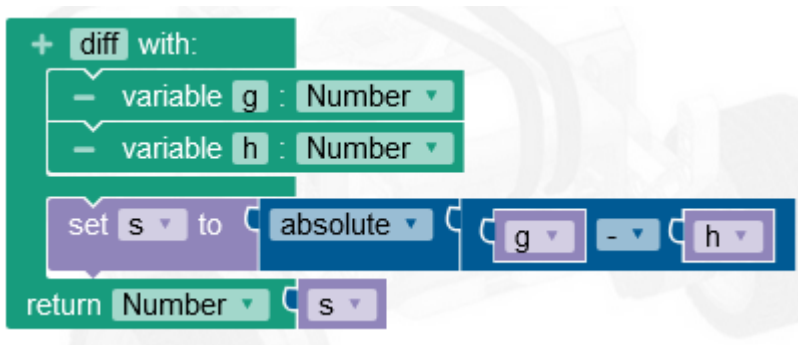 + diff with:
− variable g : Number
− variable h : Number
set s to absolute g - h
return Number s